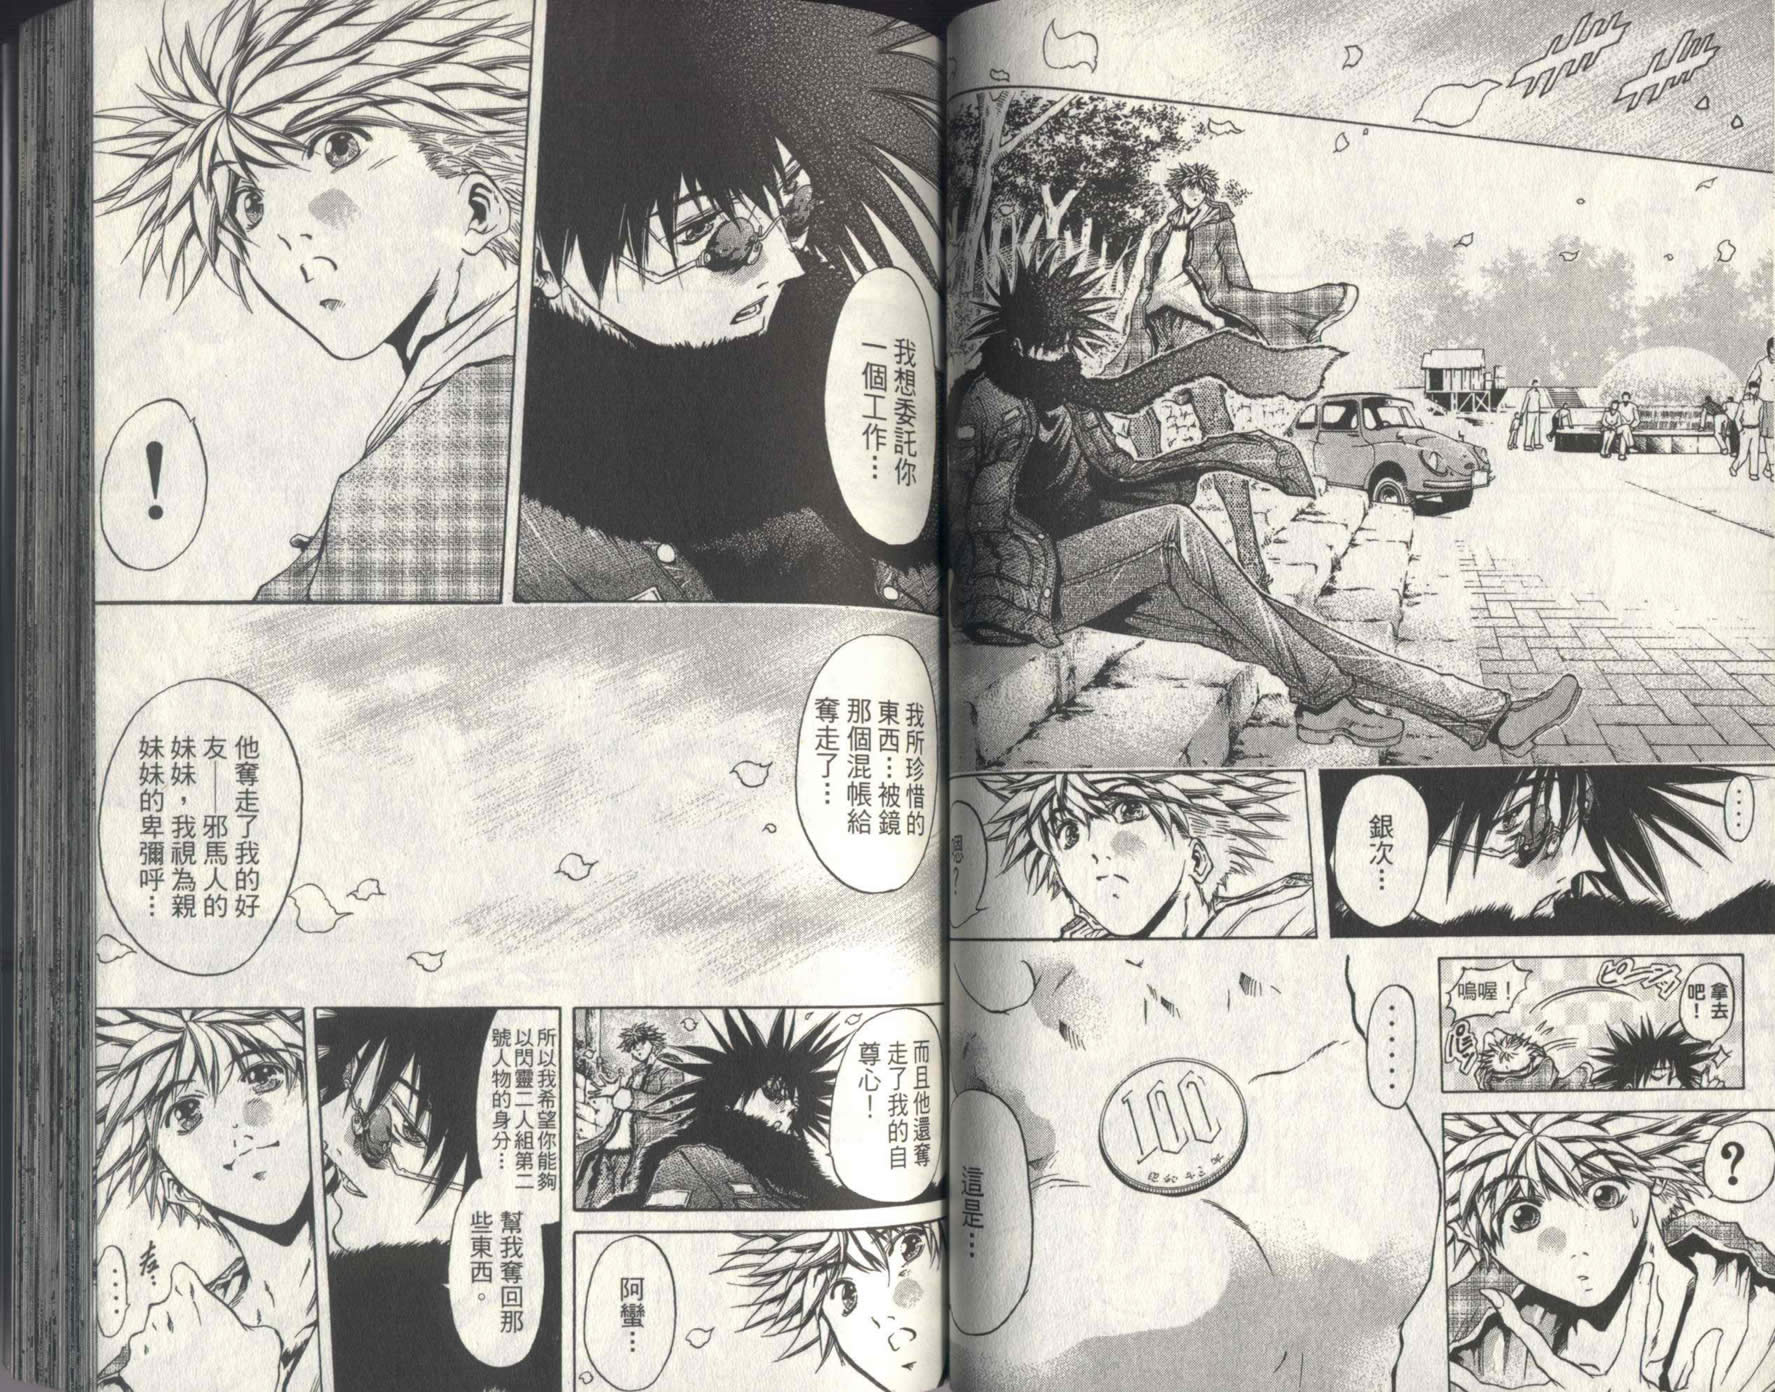 ……
銀次…
嗯？
拿去
吧！
嗚喔！
？
……
100
這是…
我想委託你
一個工作…
！
我所珍惜的
東西…被鏡
那個混帳給
奪走了…
他奪走了我的好
友——邪馬人的
妹妹，我視為親
妹妹的卑彌呼…
而且他還奪
走了我的自
尊心！
阿蠻…
所以我希望你能夠
以閃靈二人組第二
號人物的身分…
幫我奪回那
些東西。
……